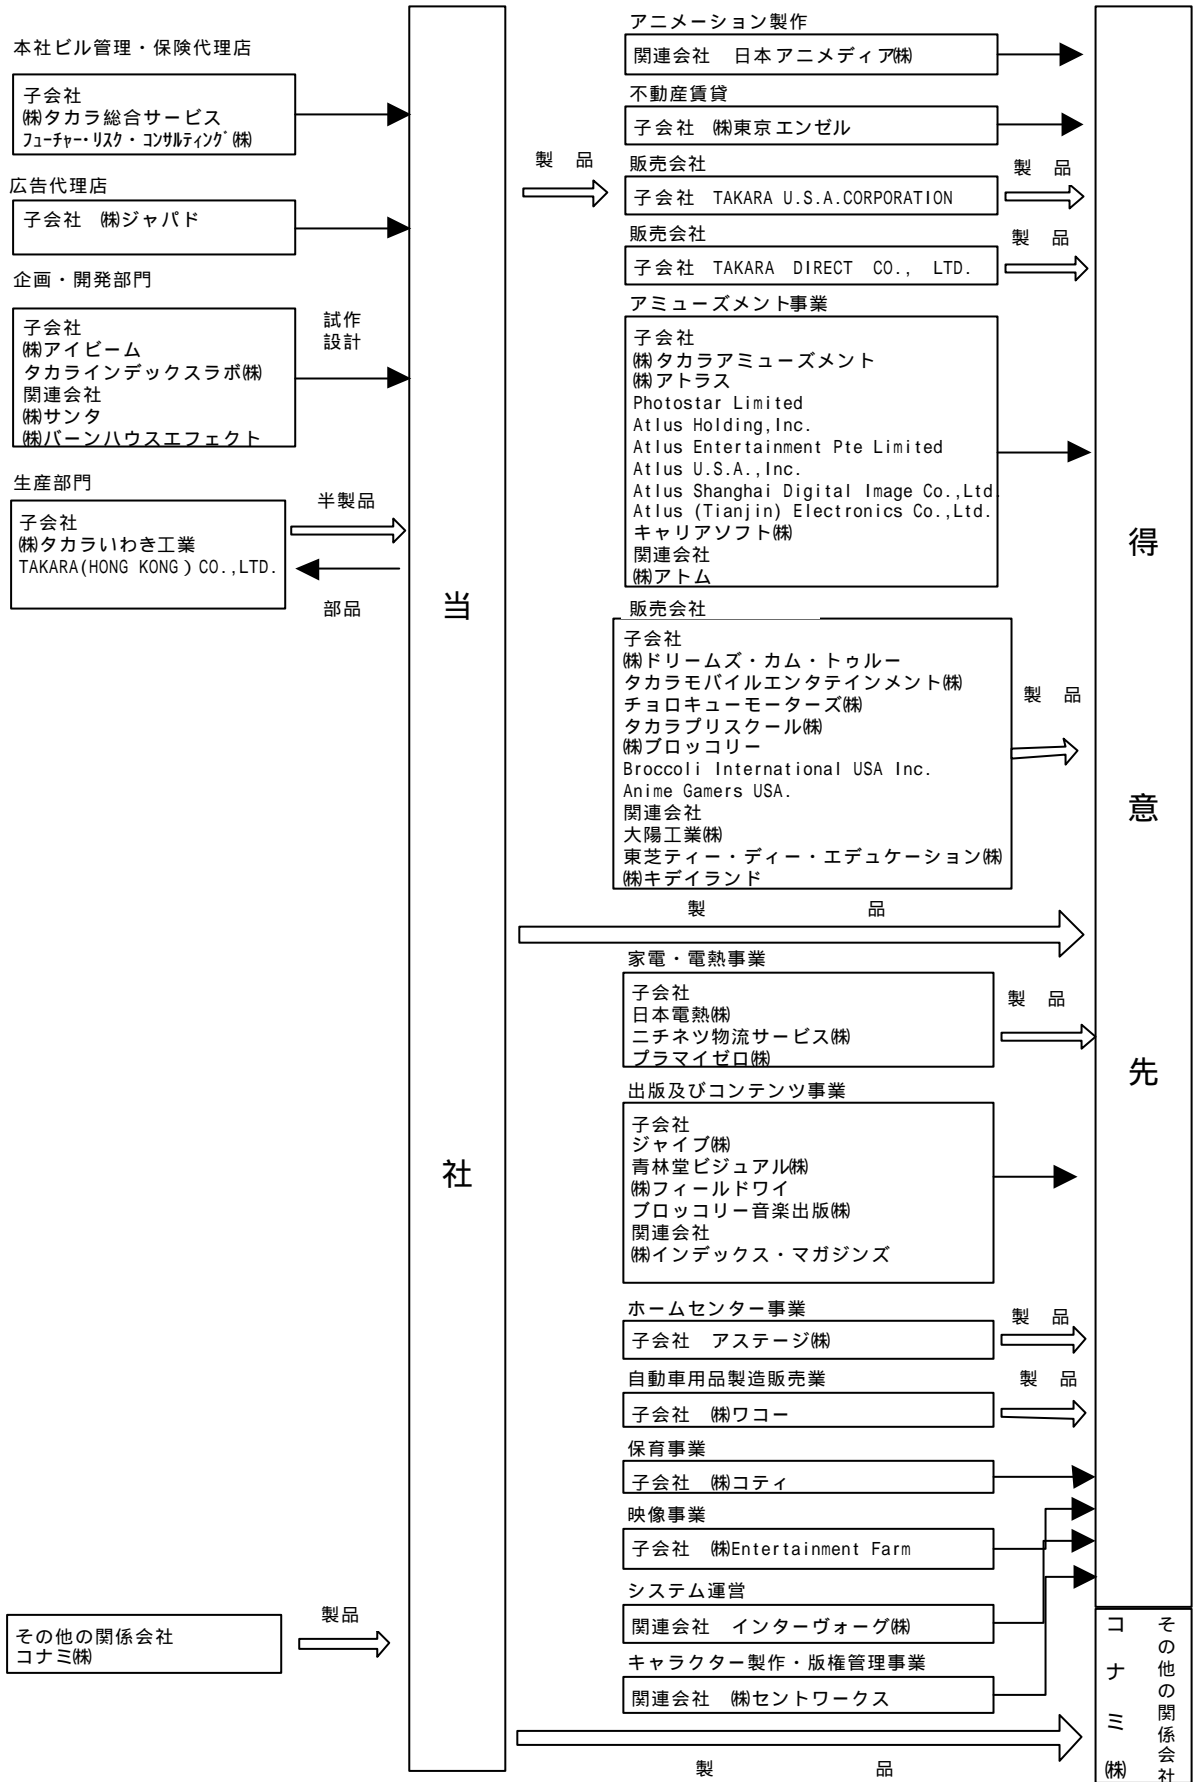 本社ビル管理・保険代理店
子会社
㈱タカラ総合サービス
フューチャー・リスク・コンサルティング㈱
広告代理店
子会社 ㈱ジャパド
企画・開発部門
子会社
㈱アイビーム
タカラインデックスラボ㈱
関連会社
㈱サンタ
㈱バーンハウスエフェクト
試作
設計
生産部門
子会社
㈱タカラいわき工業
TAKARA(HONG KONG) CO.,LTD.
半製品
部品
その他の関係会社
コナミ㈱
製品
当
社
製 品
アニメーション製作
関連会社 日本アニメディア㈱
不動産賃貸
子会社 ㈱東京エンゼル
販売会社
子会社 TAKARA U.S.A.CORPORATION
製 品
販売会社
子会社 TAKARA DIRECT CO., LTD.
製 品
アミューズメント事業
子会社
㈱タカラアミューズメント
㈱アトラス
Photostar Limited
Atlus Holding,Inc.
Atlus Entertainment Pte Limited
Atlus U.S.A.,Inc.
Atlus Shanghai Digital Image Co.,Ltd.
Atlus (Tianjin) Electronics Co.,Ltd.
キャリアソフト㈱
関連会社
㈱アトム
販売会社
子会社
㈱ドリームズ・カム・トゥルー
タカラモバイルエンタテインメント㈱
チョロキューモーターズ㈱
タカラプリスクール㈱
㈱ブロッコリー
Broccoli International USA Inc.
Anime Gamers USA.
関連会社
大陽工業㈱
東芝ティー・ディー・エデュケーション㈱
㈱キデイランド
製 品
製 品
家電・電熱事業
子会社
日本電熱㈱
ニチネツ物流サービス㈱
プラマイゼロ㈱
製 品
出版及びコンテンツ事業
子会社
ジャイブ㈱
青林堂ビジュアル㈱
㈱フィールドワイ
ブロッコリー音楽出版㈱
関連会社
㈱インデックス・マガジンズ
ホームセンター事業
子会社 アステージ㈱
製 品
自動車用品製造販売業
子会社 ㈱ワコー
製 品
保育事業
子会社 ㈱コティ
映像事業
子会社 ㈱Entertainment Farm
システム運営
関連会社 インターヴォーグ㈱
キャラクター製作・版権管理事業
関連会社 ㈱セントワークス
製 品
得
意
先
その他の関係会社
コナミ㈱